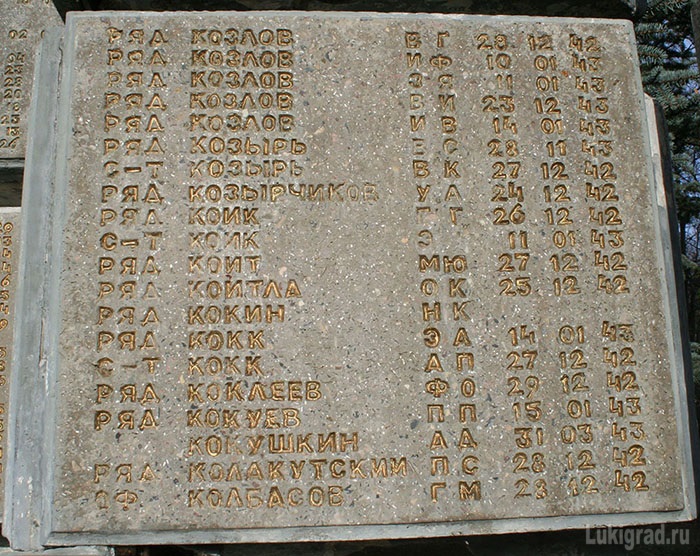 РЯД КОЗЛОВ В Г 28 12 42
РЯД КОЗЛОВ И Ф 10 01 43
РЯД КОЗЛОВ З Я 11 01 43
РЯД КОЗЛОВ В И 23 12 43
РЯД КОЗЛОВ И В 14 01 43
РЯД КОЗЫРЬ Е С 28 11 43
С-Т КОЗЫРЬ В К 27 12 42
РЯД КОЗЫРЧИКОВ У А 24 12 42
РЯД КОИК Г Т 26 12 42
С-Т КОИК Э 11 01 43
РЯД КОИТ М Ю 27 12 42
РЯД КОИТЛА О К 25 12 42
РЯД КОКИН Н К
РЯД КОКК Э А 14 01 43
С-Т КОКК А П 27 12 42
РЯД КОКЛЕЕВ Ф О 29 12 42
РЯД КОКУЕВ П П 15 01 43
КОКУШКИН А Д 31 03 43
РЯД КОЛАКУТСКИЙ П С 28 12 42
ЕФ КОЛБАСОВ Г М 23 12 42
Lukigrad.ru